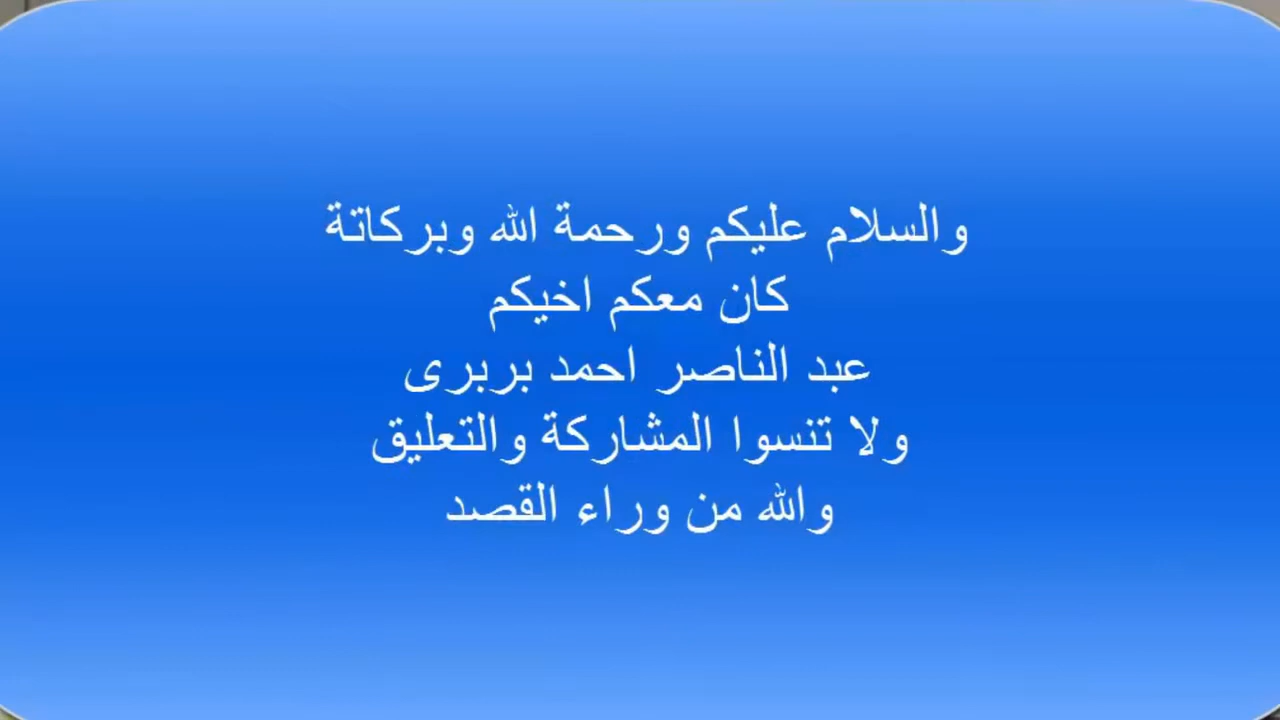 والسلام عليكم ورحمة الله وبركاتة
كان معكم اخيكم
عبد الناصر احمد بربرى
ولا تنسوا المشاركة والتعليق
والله من وراء القصد